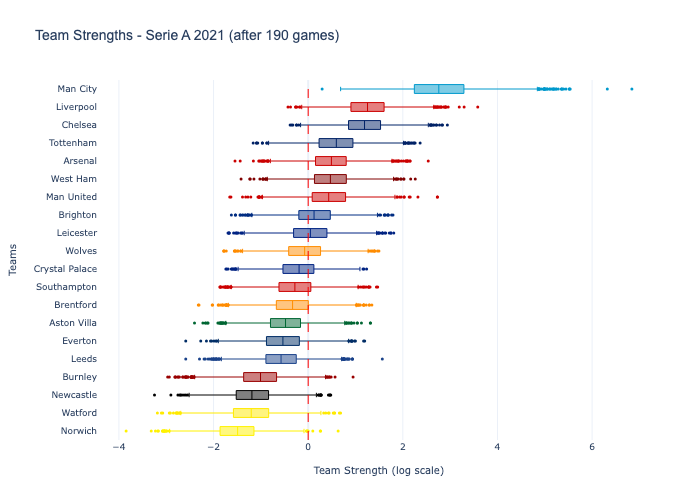 Team Strengths - Serie A 2021 (after 190 games)
Man City
Liverpool
Chelsea
Tottenham
Arsenal
West Ham
Man United
Brighton
Leicester
Wolves
Crystal Palace
Southampton
Brentford
Aston Villa
Everton
Leeds
Burnley
Newcastle
Watford
Norwich
Teams
−4 −2 0 2 4 6
Team Strength (log scale)